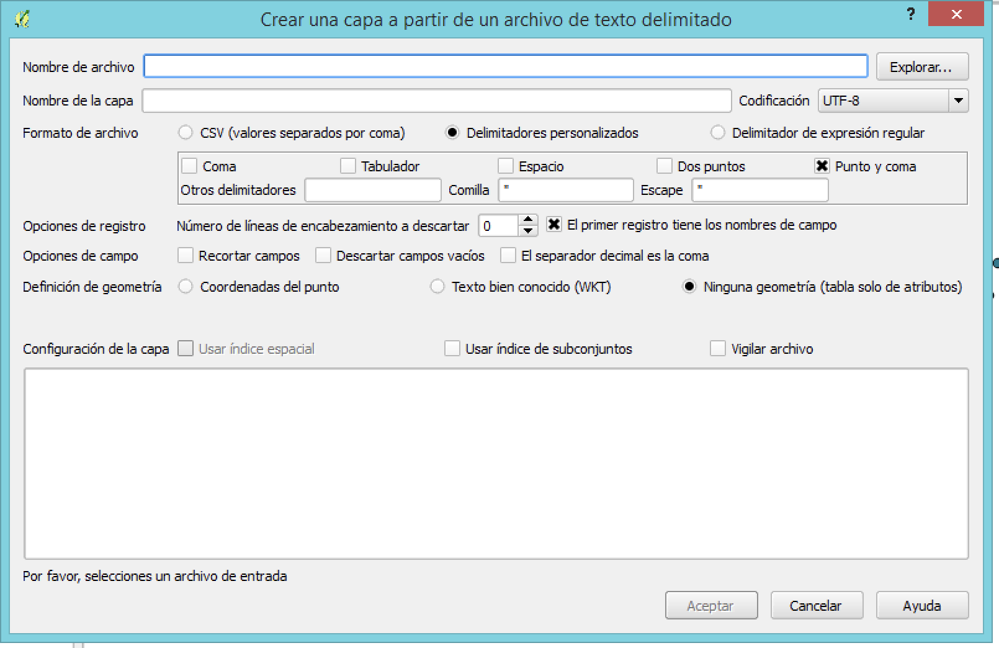 Crear una capa a partir de un archivo de texto delimitado ?
Nombre de archivo Explorar...
Nombre de la capa Codificación UTF-8
Formato de archivo CSV (valores separados por coma) Delimitadores personalizados Delimitador de expresión regular
Coma Tabulador Espacio Dos puntos Punto y coma
Otros delimitadores Comilla " Escape "
Opciones de registro Número de líneas de encabezamiento a descartar 0 El primer registro tiene los nombres de campo
Opciones de campo Recortar campos Descartar campos vacíos El separador decimal es la coma
Definición de geometría Coordenadas del punto Texto bien conocido (WKT) Ninguna geometría (tabla solo de atributos)
Configuración de la capa Usar índice espacial Usar índice de subconjuntos Vigilar archivo
Por favor, selecciones un archivo de entrada
Aceptar Cancelar Ayuda